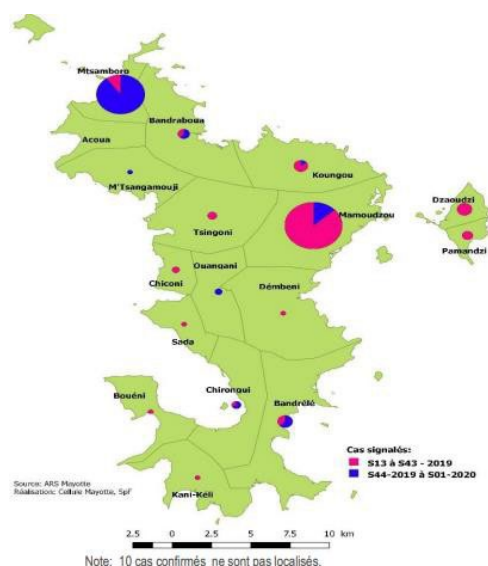 Mtsamboro
Bandraboua
Acoua
M'Tsangamouji
Koungou
Dzaoudzi
Mamoudzou
Tsingoni
Pamandzi
Ouangani
Chiconi
Démbeni
Sada
Chirongui
Bouéni
Bandrélé
Cas signalés:
S13 à S43 - 2019
S44-2019 à S01-2020
Source: ARS Mayotte
Réalisation: Cellule Mayotte, SpF
Kani-Kéli
2.5 0 2.5 5 7.5 10 km
Note: 10 cas confirmés ne sont pas localisés.